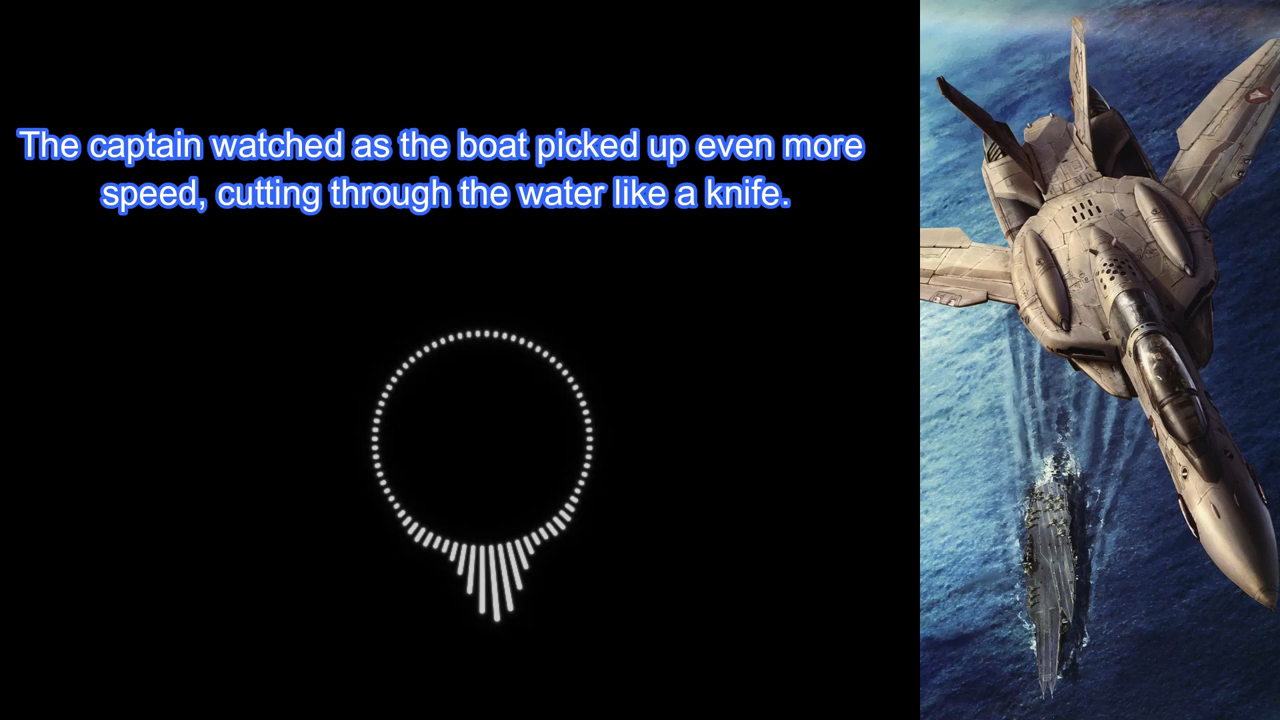 The captain watched as the boat picked up even more
speed, cutting through the water like a knife.